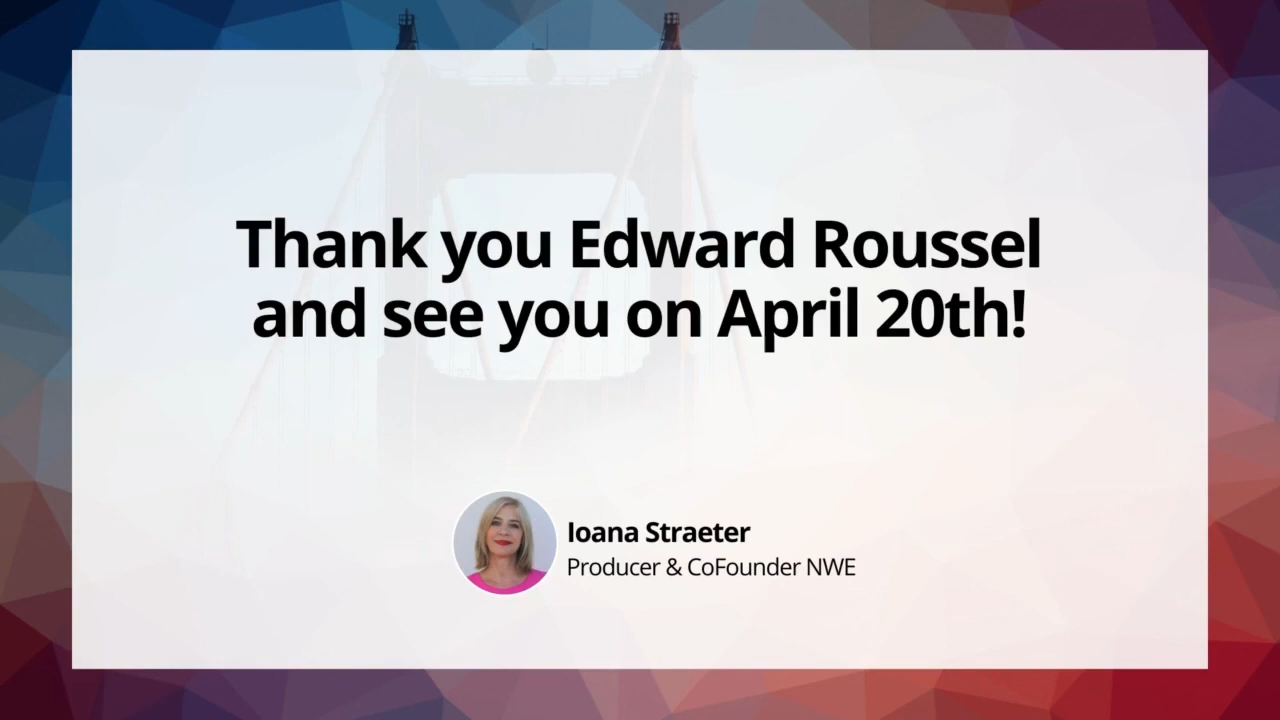 Thank you Edward Roussel
and see you on April 20th!
Ioana Straeter
Producer & CoFounder NWE